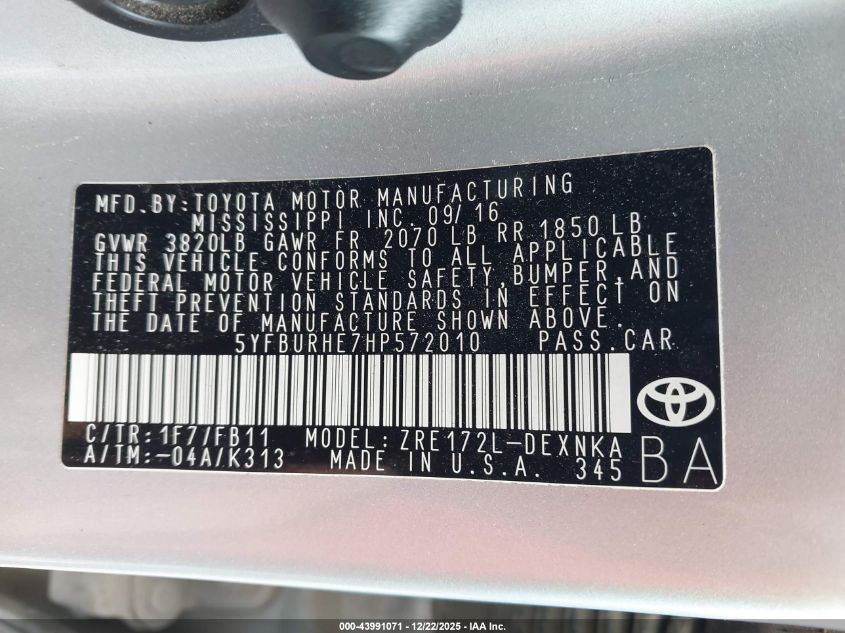 MFD.BY:TOYOTA MOTOR MANUFACTURING
MISSISSIPPI INC. 09/16
GVWR 3820LB GAWR FR 2070 LB RR 1850 LB
THIS VEHICLE CONFORMS TO ALL APPLICABLE
FEDERAL MOTOR VEHICLE SAFETY,BUMPER,AND
THEFT PREVENTION STANDARDS IN EFFECT ON
THE DATE OF MANUFACTURE SHOWN ABOVE.
5YFBURHE7HP572010 PASS.CAR
C/TR:1F7/FB11 MODEL:ZRE172L-DEXNKA
A/TM:-04A/K313 MADE IN U.S.A. 345
BA
000-43991071 - 12/22/2025 - IAA Inc.